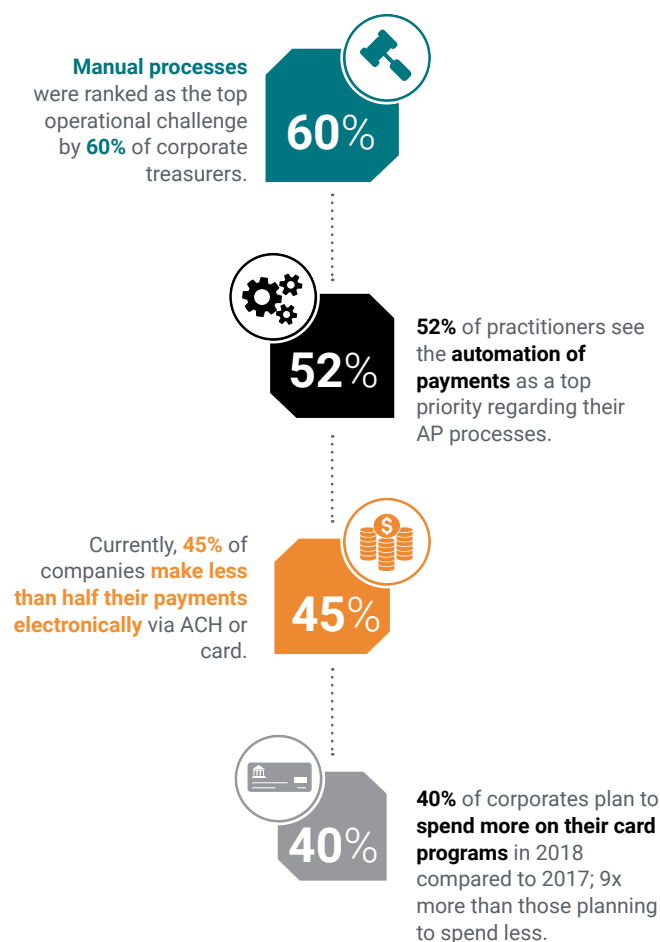 Manual processes
were ranked as the top
operational challenge
by 60% of corporate
treasurers.
60%
52%
52% of practitioners see
the automation of
payments as a top
priority regarding their
AP processes.
Currently, 45% of
companies make less
than half their payments
electronically via ACH or
card.
$
45%
40%
40% of corporates plan to
spend more on their card
programs in 2018
compared to 2017; 9x
more than those planning
to spend less.